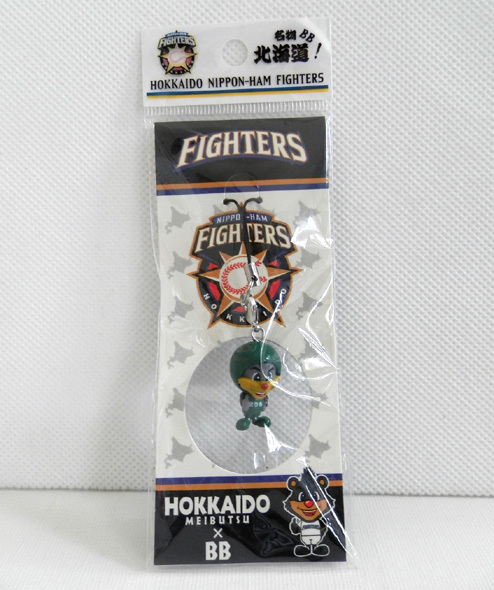 名物 BB
北海道!
HOKKAIDO NIPPON-HAM FIGHTERS
FIGHTERS
NIPPON-HAM
FIGHTERS
HOKKAIDO
HOKKAIDO
MEIBUTSU
×
BB